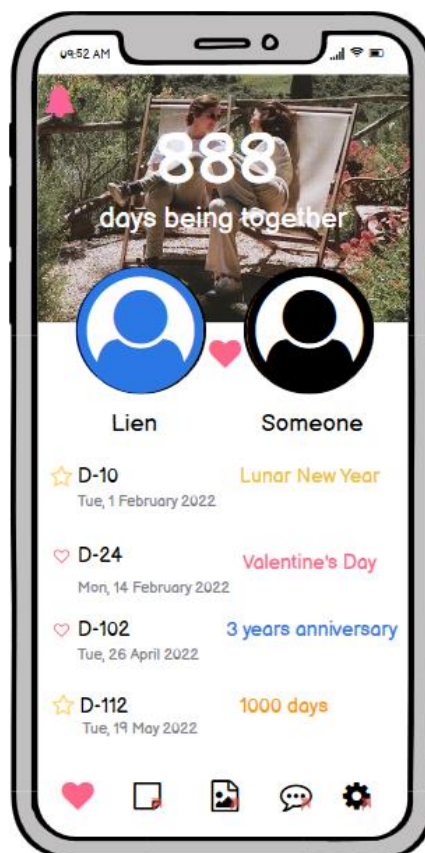 09:52 AM
888
days being together
Lien
Someone
D-10
Lunar New Year
Tue, 1 February 2022
D-24
Valentine's Day
Mon, 14 February 2022
D-102
3 years anniversary
Tue, 26 April 2022
D-112
1000 days
Tue, 19 May 2022